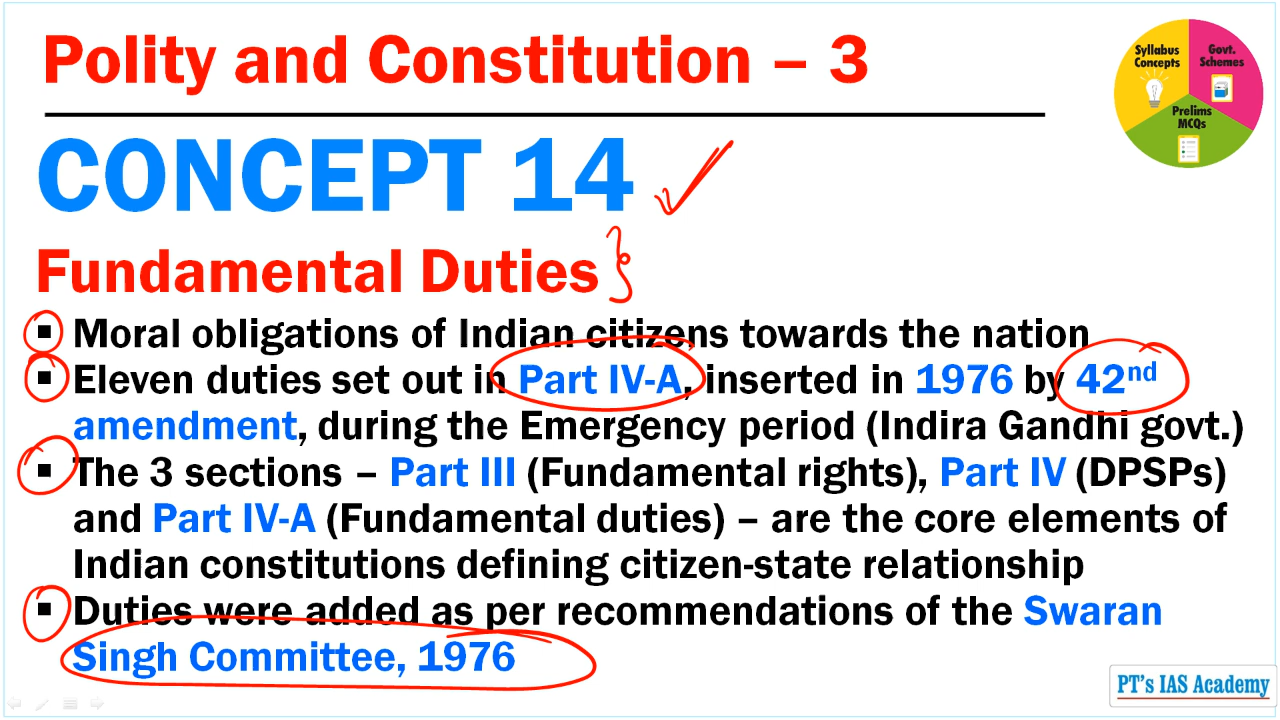 Polity and Constitution – 3
Syllabus
Concepts
Govt.
Schemes
Prelims
MCQs
CONCEPT 14
Fundamental Duties
▪ Moral obligations of Indian citizens towards the nation
▪ Eleven duties set out in Part IV-A, inserted in 1976 by 42nd
amendment, during the Emergency period (Indira Gandhi govt.)
▪ The 3 sections – Part III (Fundamental rights), Part IV (DPSPs)
and Part IV-A (Fundamental duties) – are the core elements of
Indian constitutions defining citizen-state relationship
▪ Duties were added as per recommendations of the Swaran
Singh Committee, 1976
PT's IAS Academy